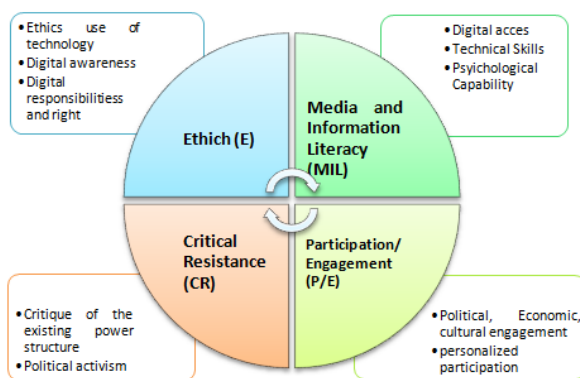 • Ethics use of
technology
• Digital awareness
• Digital
responsibilitiess
and right
• Digital acces
• Technical Skills
• Psyichological
Capability
Ethich (E)
Media and
Information
Literacy
(MIL)
Critical
Resistance
(CR)
Participation/
Engagement
(P/E)
• Critique of the
existing power
structure
• Political activism
• Political, Economic,
cultural engagement
• personalized
participation